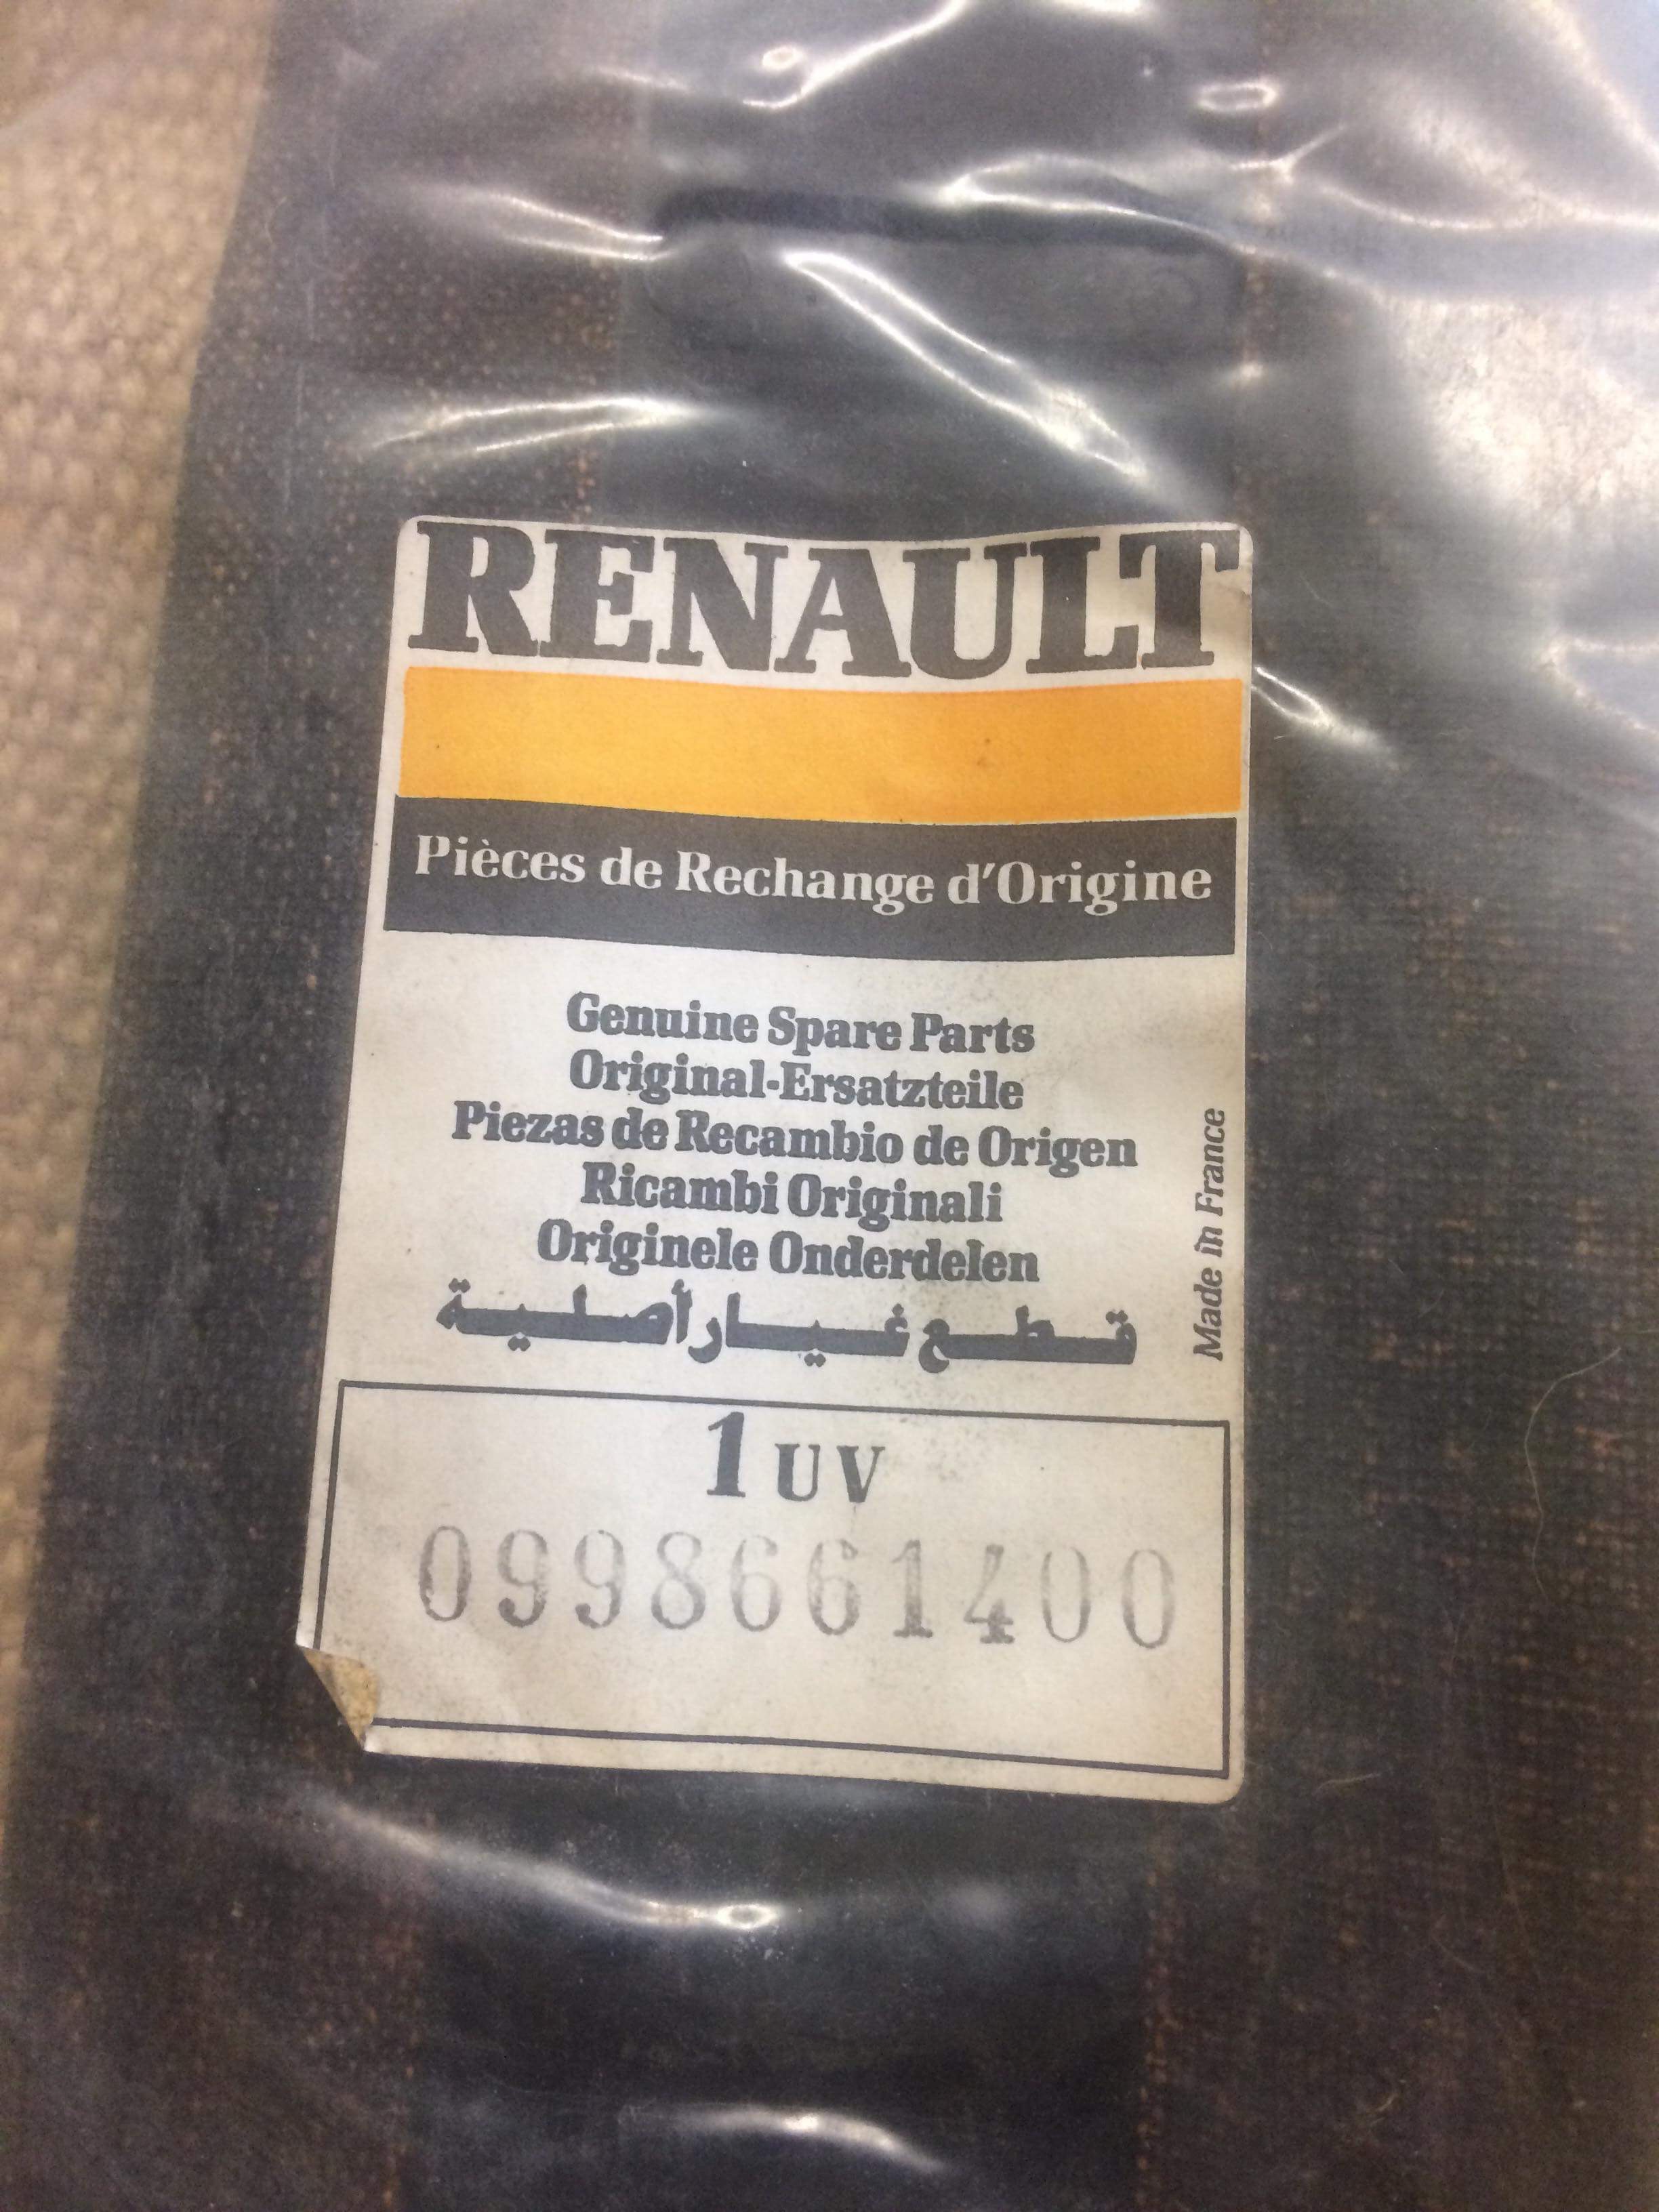 RENAULT
Pièces de Rechange d'Origine
Genuine Spare Parts
Original-Ersatzteile
Piezas de Recambio de Origen
Ricambi Originali
Originele Onderdelen
قطع غيار أصلية
Made in France
1 UV
0998661400